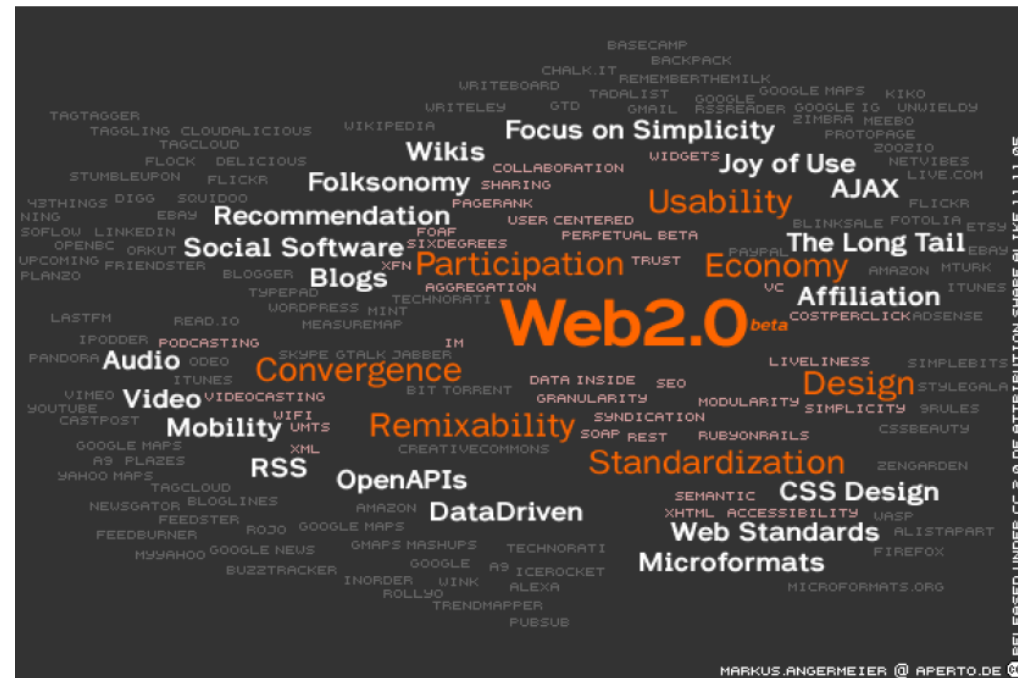 BASECAMP
BACKPACK
CHALK.IT REMEMBERTHEMILK
WRITEBOARD TADALIST GOOGLE MAPS KIKO
GOOGLE
WRITELEY GTD GMAIL RSSREADER GOOGLE IG UNWIELDY
TAGTAGGER ZIMBRA MEEBO
TAGGLING CLOUDALICIOUS WIKIPEDIA Focus on Simplicity PROTOPAGE
TAGCLOUD Wikis WIDGETS ZOOZIO
FLOCK DELICIOUS COLLABORATION Joy of Use NETVIBES
STUMBLEUPON FLICKR Folksonomy SHARING AJAX LIVE.COM
43THINGS DIGG SQUIDOO PAGERANK Usability FLICKR
NING EBAY Recommendation USER CENTERED BLINKSALE FOTOLIA ETSY
SOFLOW LINKEDIN FOAF PERPETUAL BETA
OPENBC ORKUT Social Software SIXDEGREES PAYPAL The Long Tail EBAY
UPCOMING FRIENDSTER XFN Participation TRUST Economy AMAZON MTURK
PLANZO BLOGGER Blogs AGGREGATION VC ITUNES
TYPEPAD TECHNORATI Affiliation
WORDPRESS MINT Web2.0 beta COSTPERCLICK ADSENSE
LASTFM READ.IO MEASUREMAP
IPODDER PODCASTING IM
PANDORA Audio ODEO SKYPE GTALK JABBER LIVELINESS SIMPLEBITS
ITUNES Convergence DATA INSIDE SEO Design STYLEGALA
VIMEO Video VIDEOCASTING BIT TORRENT GRANULARITY MODULARITY
YOUTUBE WIFI SYNDICATION SIMPLICITY 9RULES
CASTPOST Mobility UMTS Remixability SOAP REST RUBYONRAILS CSSBEAUTY
GOOGLE MAPS XML CREATIVECOMMONS
A9 PLAZES RSS Standardization ZENGARDEN
YAHOO MAPS OpenAPIs
TAGCLOUD SEMANTIC CSS Design
NEWSGATOR BLOGLINES AMAZON DataDriven XHTML ACCESSIBILITY WASP
FEEDSTER
FEEDBURNER ROJO GOOGLE MAPS Web Standards ALISTAPART
MYYAHOO GOOGLE NEWS GMAPS MASHUPS TECHNORATI FIREFOX
BUZZTRACKER GOOGLE A9 ICEROCKET Microformats
INORDER WINK ALEXA MICROFORMATS.ORG
ROLLYO
TRENDMAPPER
PUBSUB
MARKUS.ANGERMEIER @ APERTO.DE